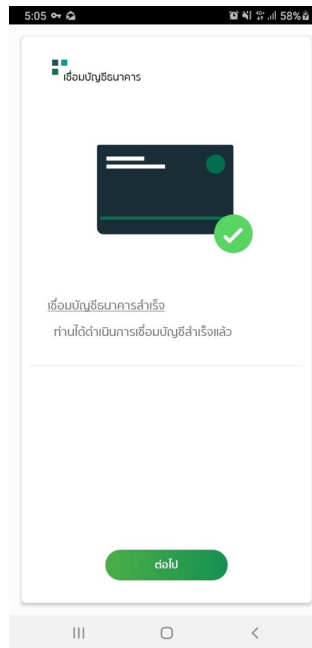 5:05
58%
เชื่อมบัญชีธนาคาร
เชื่อมบัญชีธนาคารสำเร็จ
ท่านได้ดำเนินการเชื่อมบัญชีสำเร็จแล้ว
ต่อไป